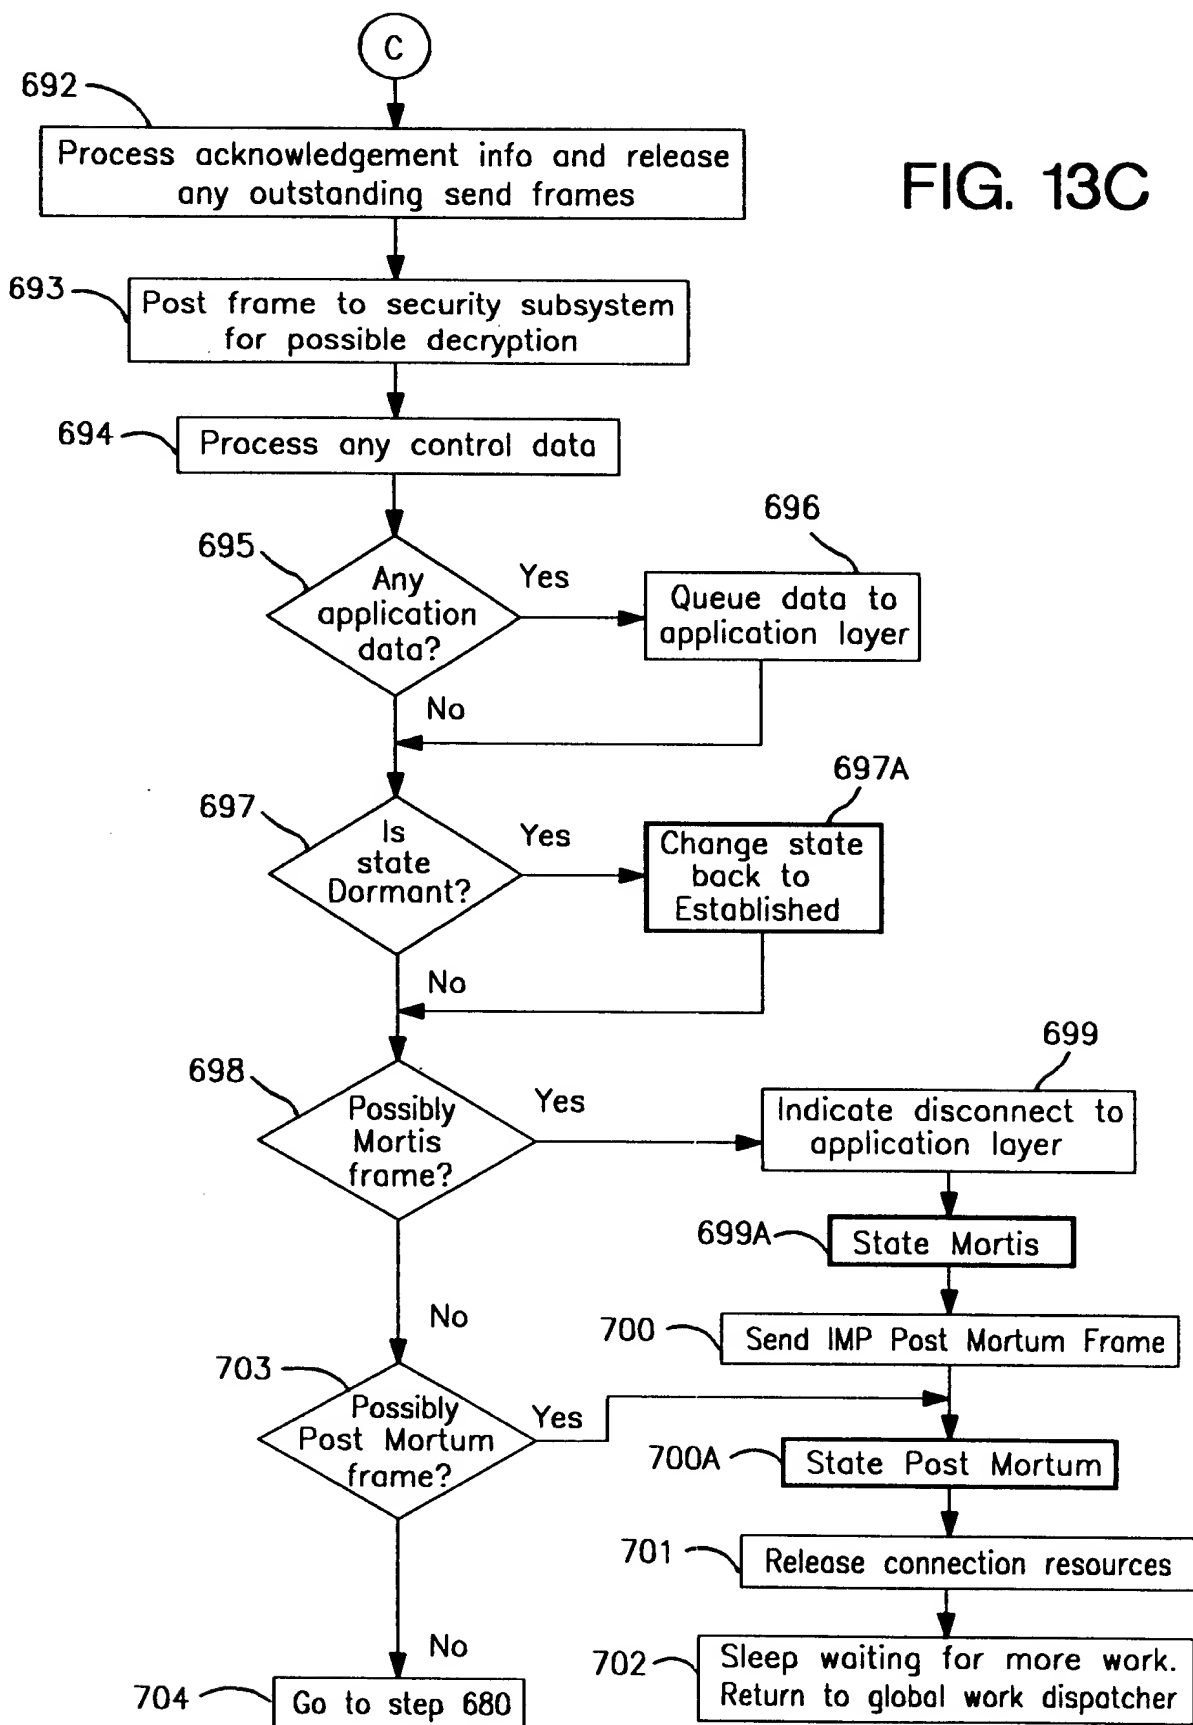 C
692
Process acknowledgement info and release
any outstanding send frames
FIG. 13C
693
Post frame to security subsystem
for possible decryption
694
Process any control data
695
Any
application
data?
Yes
696
Queue data to
application layer
No
697
Is
state
Dormant?
Yes
697A
Change state
back to
Established
No
698
Possibly
Mortis
frame?
Yes
699
Indicate disconnect to
application layer
699A
State Mortis
No
700
Send IMP Post Mortum Frame
703
Possibly
Post Mortum
frame?
Yes
700A
State Post Mortum
701
Release connection resources
No
702
Sleep waiting for more work.
Return to global work dispatcher
704
Go to step 680